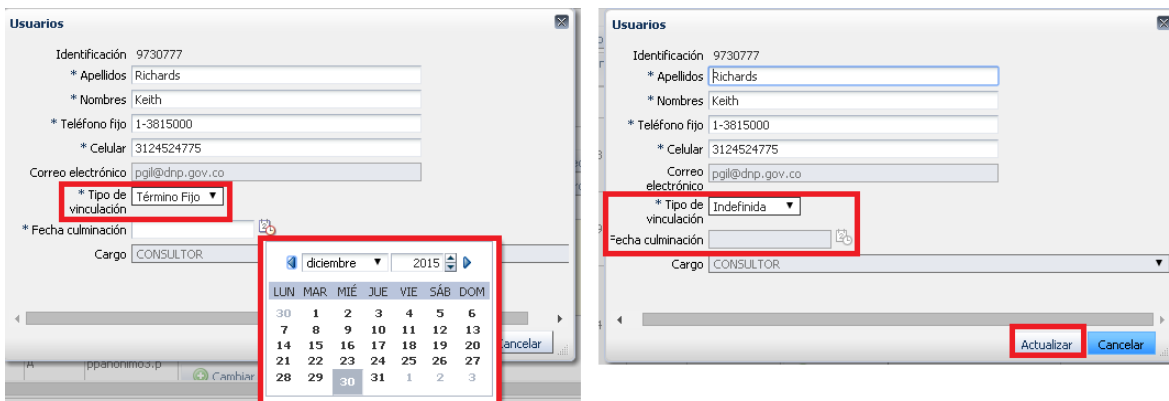 Usuarios
Identificación 9730777
* Apellidos Richards
* Nombres Keith
* Teléfono fijo 1-3815000
* Celular 3124524775
Correo electrónico pgil@dnp.gov.co
* Tipo de vinculación Término Fijo
* Fecha culminación
Cargo CONSULTOR
diciembre 2015
LUN MAR MIÉ JUE VIE SÁB DOM
30 1 2 3 4 5 6
7 8 9 10 11 12 13
14 15 16 17 18 19 20
21 22 23 24 25 26 27
28 29 30 31 1 2 3
Cancelar
ppanonimo3.p
Cambiar
Usuarios
Identificación 9730777
* Apellidos Richards
* Nombres Keith
* Teléfono fijo 1-3815000
* Celular 3124524775
Correo
electrónico pgil@dnp.gov.co
* Tipo de
vinculación Indefinida
Fecha culminación
Cargo CONSULTOR
Actualizar Cancelar